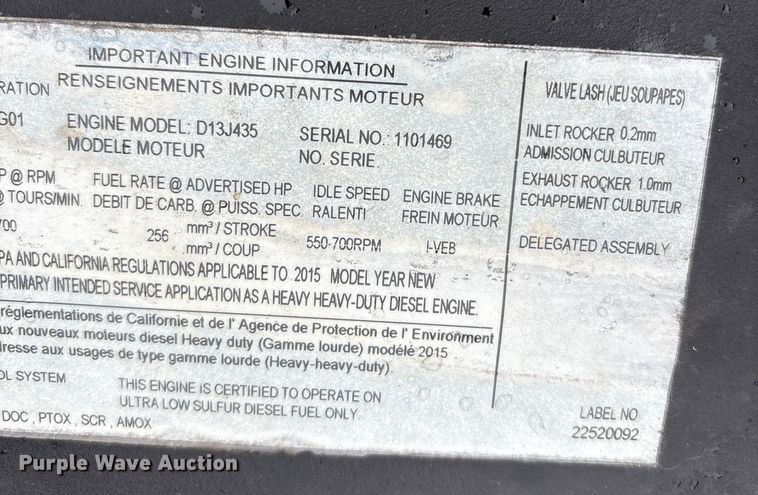 IMPORTANT ENGINE INFORMATION
RENSEIGNEMENTS IMPORTANTS MOTEUR
RATION
G01
ENGINE MODEL: D13J435
MODELE MOTEUR
SERIAL NO.: 1101469
NO. SERIE.
P @ RPM
@ TOURS/MIN.
700
FUEL RATE @ ADVERTISED HP
DEBIT DE CARB. @ PUISS. SPEC.
256
mm³ / STROKE
mm³ / COUP
IDLE SPEED
RALENTI
550-700RPM
ENGINE BRAKE
FREIN MOTEUR
I-VEB
PA AND CALIFORNIA REGULATIONS APPLICABLE TO 2015 MODEL YEAR NEW
PRIMARY INTENDED SERVICE APPLICATION AS A HEAVY HEAVY-DUTY DIESEL ENGINE.
réglementations de Californie et de l' Agence de Protection de l' Environment
ux nouveaux moteurs diesel Heavy duty (Gamme lourde) modélé 2015
dresse aux usages de type gamme lourde (Heavy-heavy-duty).
OL SYSTEM
DOC , PTOX , SCR , AMOX
THIS ENGINE IS CERTIFIED TO OPERATE ON
ULTRA LOW SULFUR DIESEL FUEL ONLY.
VALVE LASH (JEU SOUPAPES)
INLET ROCKER 0.2mm
ADMISSION CULBUTEUR
EXHAUST ROCKER 1.0mm
ECHAPPEMENT CULBUTEUR
DELEGATED ASSEMBLY
LABEL NO
22520092
Purple Wave Auction